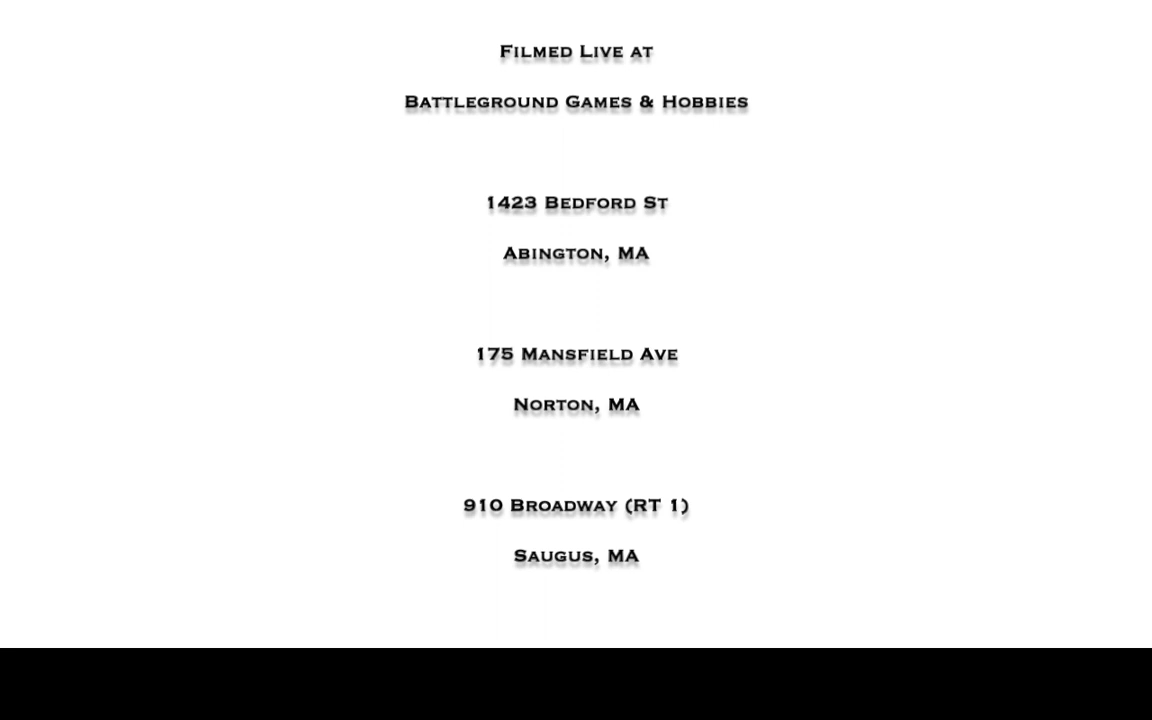 Filmed Live at
Battleground Games & Hobbies
1423 Bedford St
Abington, MA
175 Mansfield Ave
Norton, MA
910 Broadway (RT 1)
Saugus, MA